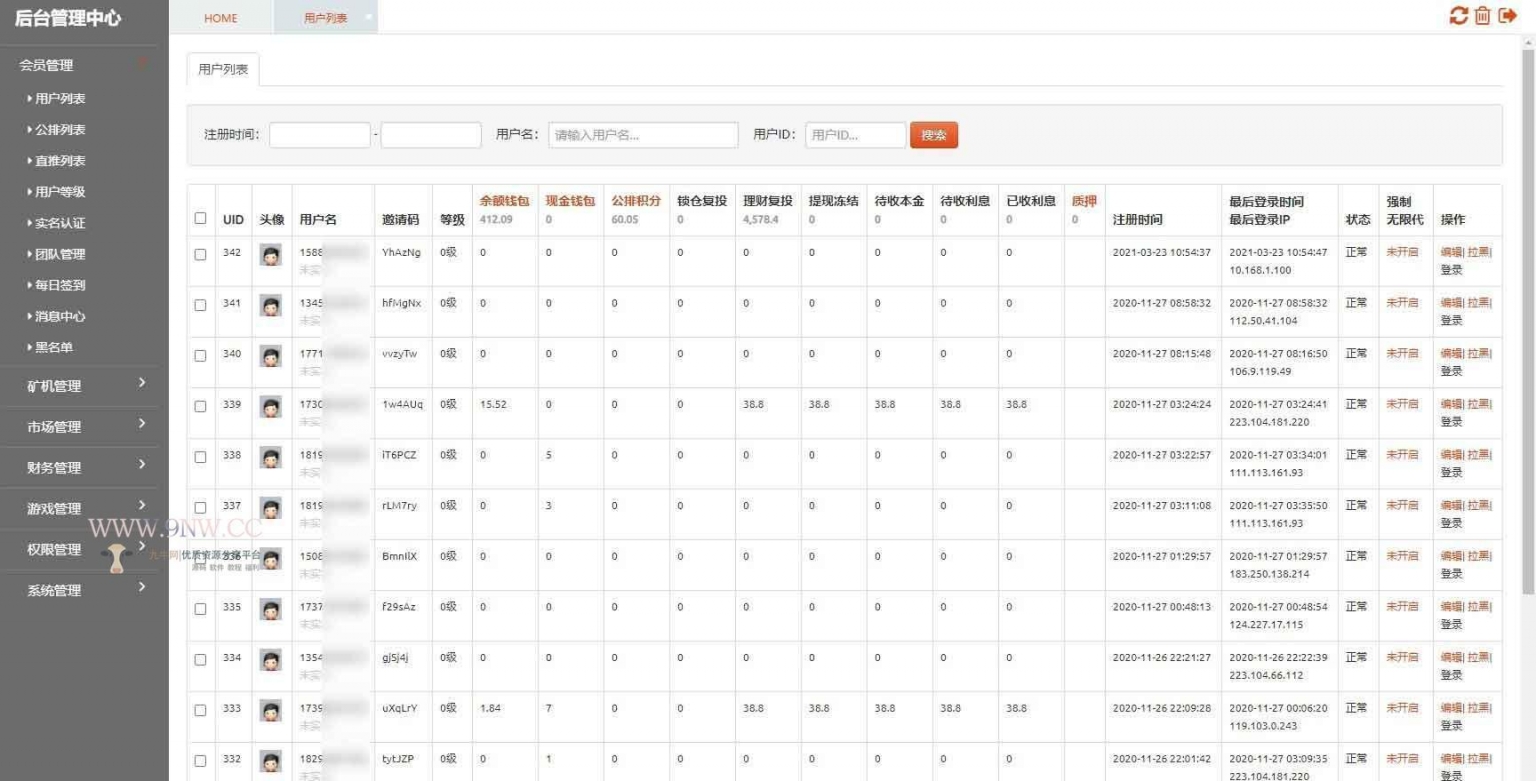 后台管理中心
HOME
用户列表
会员管理
用户列表
公排列表
直推列表
用户等级
实名认证
团队管理
每日签到
消息中心
黑名单
矿机管理
市场管理
财务管理
游戏管理
权限管理
系统管理
用户列表
注册时间: - 用户名: 请输入用户名... 用户ID: 用户ID... 搜索
UID 头像 用户名 邀请码 等级 余额钱包 现金钱包 公排积分 锁仓复投 理财复投 提现冻结 待收本金 待收利息 已收利息 质押 注册时间 最后登录时间 状态 强制 操作
412.09 0 60.05 0 4,578.4 0 0 0 0 0 最后登录IP 无限代
342 1588 YhAzNg 0级 0 0 0 0 0 0 0 0 0 2021-03-23 10:54:37 2021-03-23 10:54:47 正常 未开启 编辑| 拉黑|
未实 10.168.1.100 登录
341 1345 hfMgNx 0级 0 0 0 0 0 0 0 0 0 2020-11-27 08:58:32 2020-11-27 08:58:32 正常 未开启 编辑| 拉黑|
未实 112.50.41.104 登录
340 1771 vvzyTw 0级 0 0 0 0 0 0 0 0 0 2020-11-27 08:15:48 2020-11-27 08:16:50 正常 未开启 编辑| 拉黑|
未实 106.9.119.49 登录
339 1730 1w4AUq 0级 15.52 0 0 0 38.8 38.8 38.8 38.8 38.8 2020-11-27 03:24:24 2020-11-27 03:24:41 正常 未开启 编辑| 拉黑|
未实 223.104.181.220 登录
338 1819 iT6PCZ 0级 0 5 0 0 0 0 0 0 0 2020-11-27 03:22:57 2020-11-27 03:34:01 正常 未开启 编辑| 拉黑|
未实 111.113.161.93 登录
337 1819 rLM7ry 0级 0 3 0 0 0 0 0 0 0 2020-11-27 03:11:08 2020-11-27 03:35:50 正常 未开启 编辑| 拉黑|
未实 111.113.161.93 登录
WWW.9NW.CC
九牛网|优质资源分享平台
源码 软件 教程 福利
336 1508 BmnIlX 0级 0 0 0 0 0 0 0 0 0 2020-11-27 01:29:57 2020-11-27 01:29:57 正常 未开启 编辑| 拉黑|
未实 183.250.138.214 登录
335 1737 f29sAz 0级 0 0 0 0 0 0 0 0 0 2020-11-27 00:48:13 2020-11-27 00:48:54 正常 未开启 编辑| 拉黑|
未实 124.227.17.115 登录
334 1354 gj5j4j 0级 0 0 0 0 0 0 0 0 0 2020-11-26 22:21:27 2020-11-26 22:22:39 正常 未开启 编辑| 拉黑|
未实 223.104.66.112 登录
333 1739 uXqLrY 0级 1.84 7 0 0 38.8 38.8 38.8 38.8 38.8 2020-11-26 22:09:28 2020-11-27 00:06:20 正常 未开启 编辑| 拉黑|
未实 119.103.0.243 登录
332 1829 tytJZP 0级 0 1 0 0 0 0 0 0 0 2020-11-26 22:01:42 2020-11-27 03:09:35 正常 未开启 编辑| 拉黑|
未实 223.104.181.220 登录